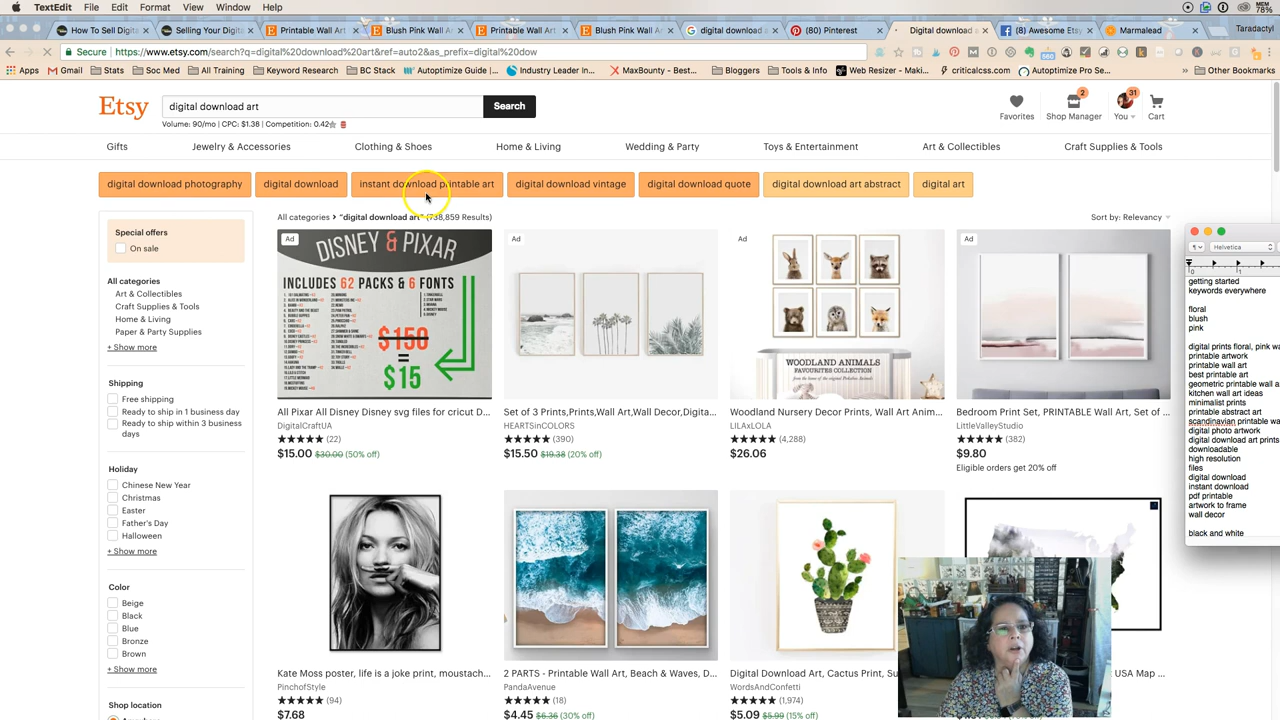 TextEdit File Edit View Format Window Help
MEM 76%
How To Sell Digital
Selling Your Digita
Printable Wall Art
Blush Pink Wall
Printable Wall Art
Blush Pink Wall
digital download a
(80) Pinterest
Digital download a
(8) Awesome Etsy
Marmalead
Taradactyl
Secure https://www.etsy.com/search?q=digital%20download%20art&ref=auto2&as_prefix=digital%20dow
Apps Gmail Stats Soc Med All Training Keyword Research BC Stack Autoptimize Guide |... Industry Leader In... MaxBounty - Best... Bloggers Tools & Info Web Resizer - Maki... criticalcss.com Autoptimize Pro Se... » Other Bookmarks
Etsy
digital download art
Search
Volume: 90/mo | CPC: $1.38 | Competition: 0.42
Favorites
2
Shop Manager
31
You
Cart
Gifts Jewelry & Accessories Clothing & Shoes Home & Living Wedding & Party Toys & Entertainment Art & Collectibles Craft Supplies & Tools
digital download photography digital download instant download printable art digital download vintage digital download quote digital download art abstract digital art
Special offers
On sale
All categories
Art & Collectibles
Craft Supplies & Tools
Home & Living
Paper & Party Supplies
+ Show more
Shipping
Free shipping
Ready to ship in 1 business day
Ready to ship within 3 business
days
Holiday
Chinese New Year
Christmas
Easter
Father's Day
Halloween
+ Show more
Color
Beige
Black
Blue
Bronze
Brown
+ Show more
Shop location
All categories > "digital download art"
38,859 Results)
Sort by: Relevancy
Ad
DISNEY & PIXAR
INCLUDES 62 PACKS & 6 FONTS
$150
=
$15
All Pixar All Disney Disney svg files for cricut D...
DigitalCraftUA
(22)
$15.00 $30.00 (50% off)
Ad
Set of 3 Prints,Prints,Wall Art,Wall Decor,Digita...
HEARTSinCOLORS
(390)
$15.50 $19.38 (20% off)
Ad
WOODLAND ANIMALS
FAVOURITES COLLECTION
Woodland Nursery Decor Prints, Wall Art Anim...
LILAxLOLA
(4,288)
$26.06
Ad
Bedroom Print Set, PRINTABLE Wall Art, Set of ...
LittleValleyStudio
(382)
$9.80
Eligible orders get 20% off
Kate Moss poster, life is a joke print, moustach...
PinchofStyle
(94)
$7.68
2 PARTS - Printable Wall Art, Beach & Waves, D...
PandaAvenue
(18)
$4.45 $6.36 (30% off)
Digital Download Art, Cactus Print, Su
WordsAndConfetti
(1,974)
$5.09 $5.99 (15% off)
USA Map ...
Helvetica
0 1
getting started
keywords everywhere
floral
blush
pink
digital prints floral, pink wa
printable artwork
printable wall art
best printable art
geometric printable wall a
kitchen wall art ideas
minimalist prints
printable abstract art
scandinavian printable wa
digital photo artwork
digital download art prints
downloadable
high resolution
files
digital download
instant download
pdf printable
artwork to frame
wall decor
black and white